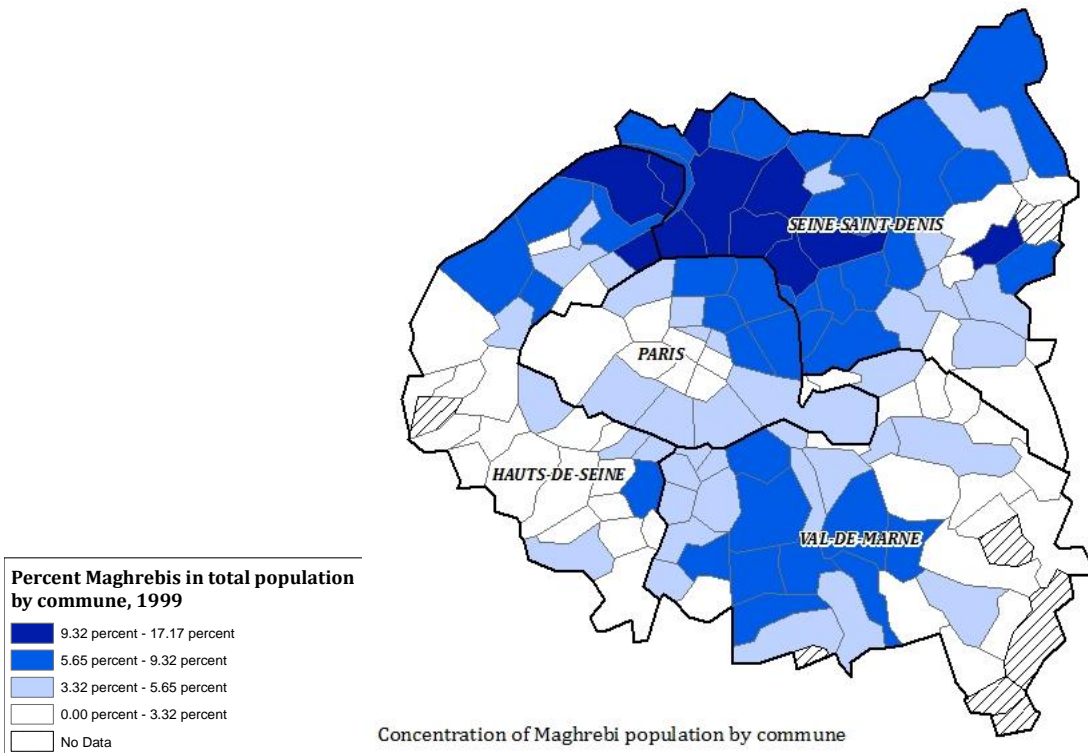 SEINE-SAINT-DENIS
PARIS
HAUTS-DE-SEINE
VAL-DE-MARNE
Percent Maghrebis in total population
by commune, 1999
9.32 percent - 17.17 percent
5.65 percent - 9.32 percent
3.32 percent - 5.65 percent
0.00 percent - 3.32 percent
No Data
Concentration of Maghrebi population by commune